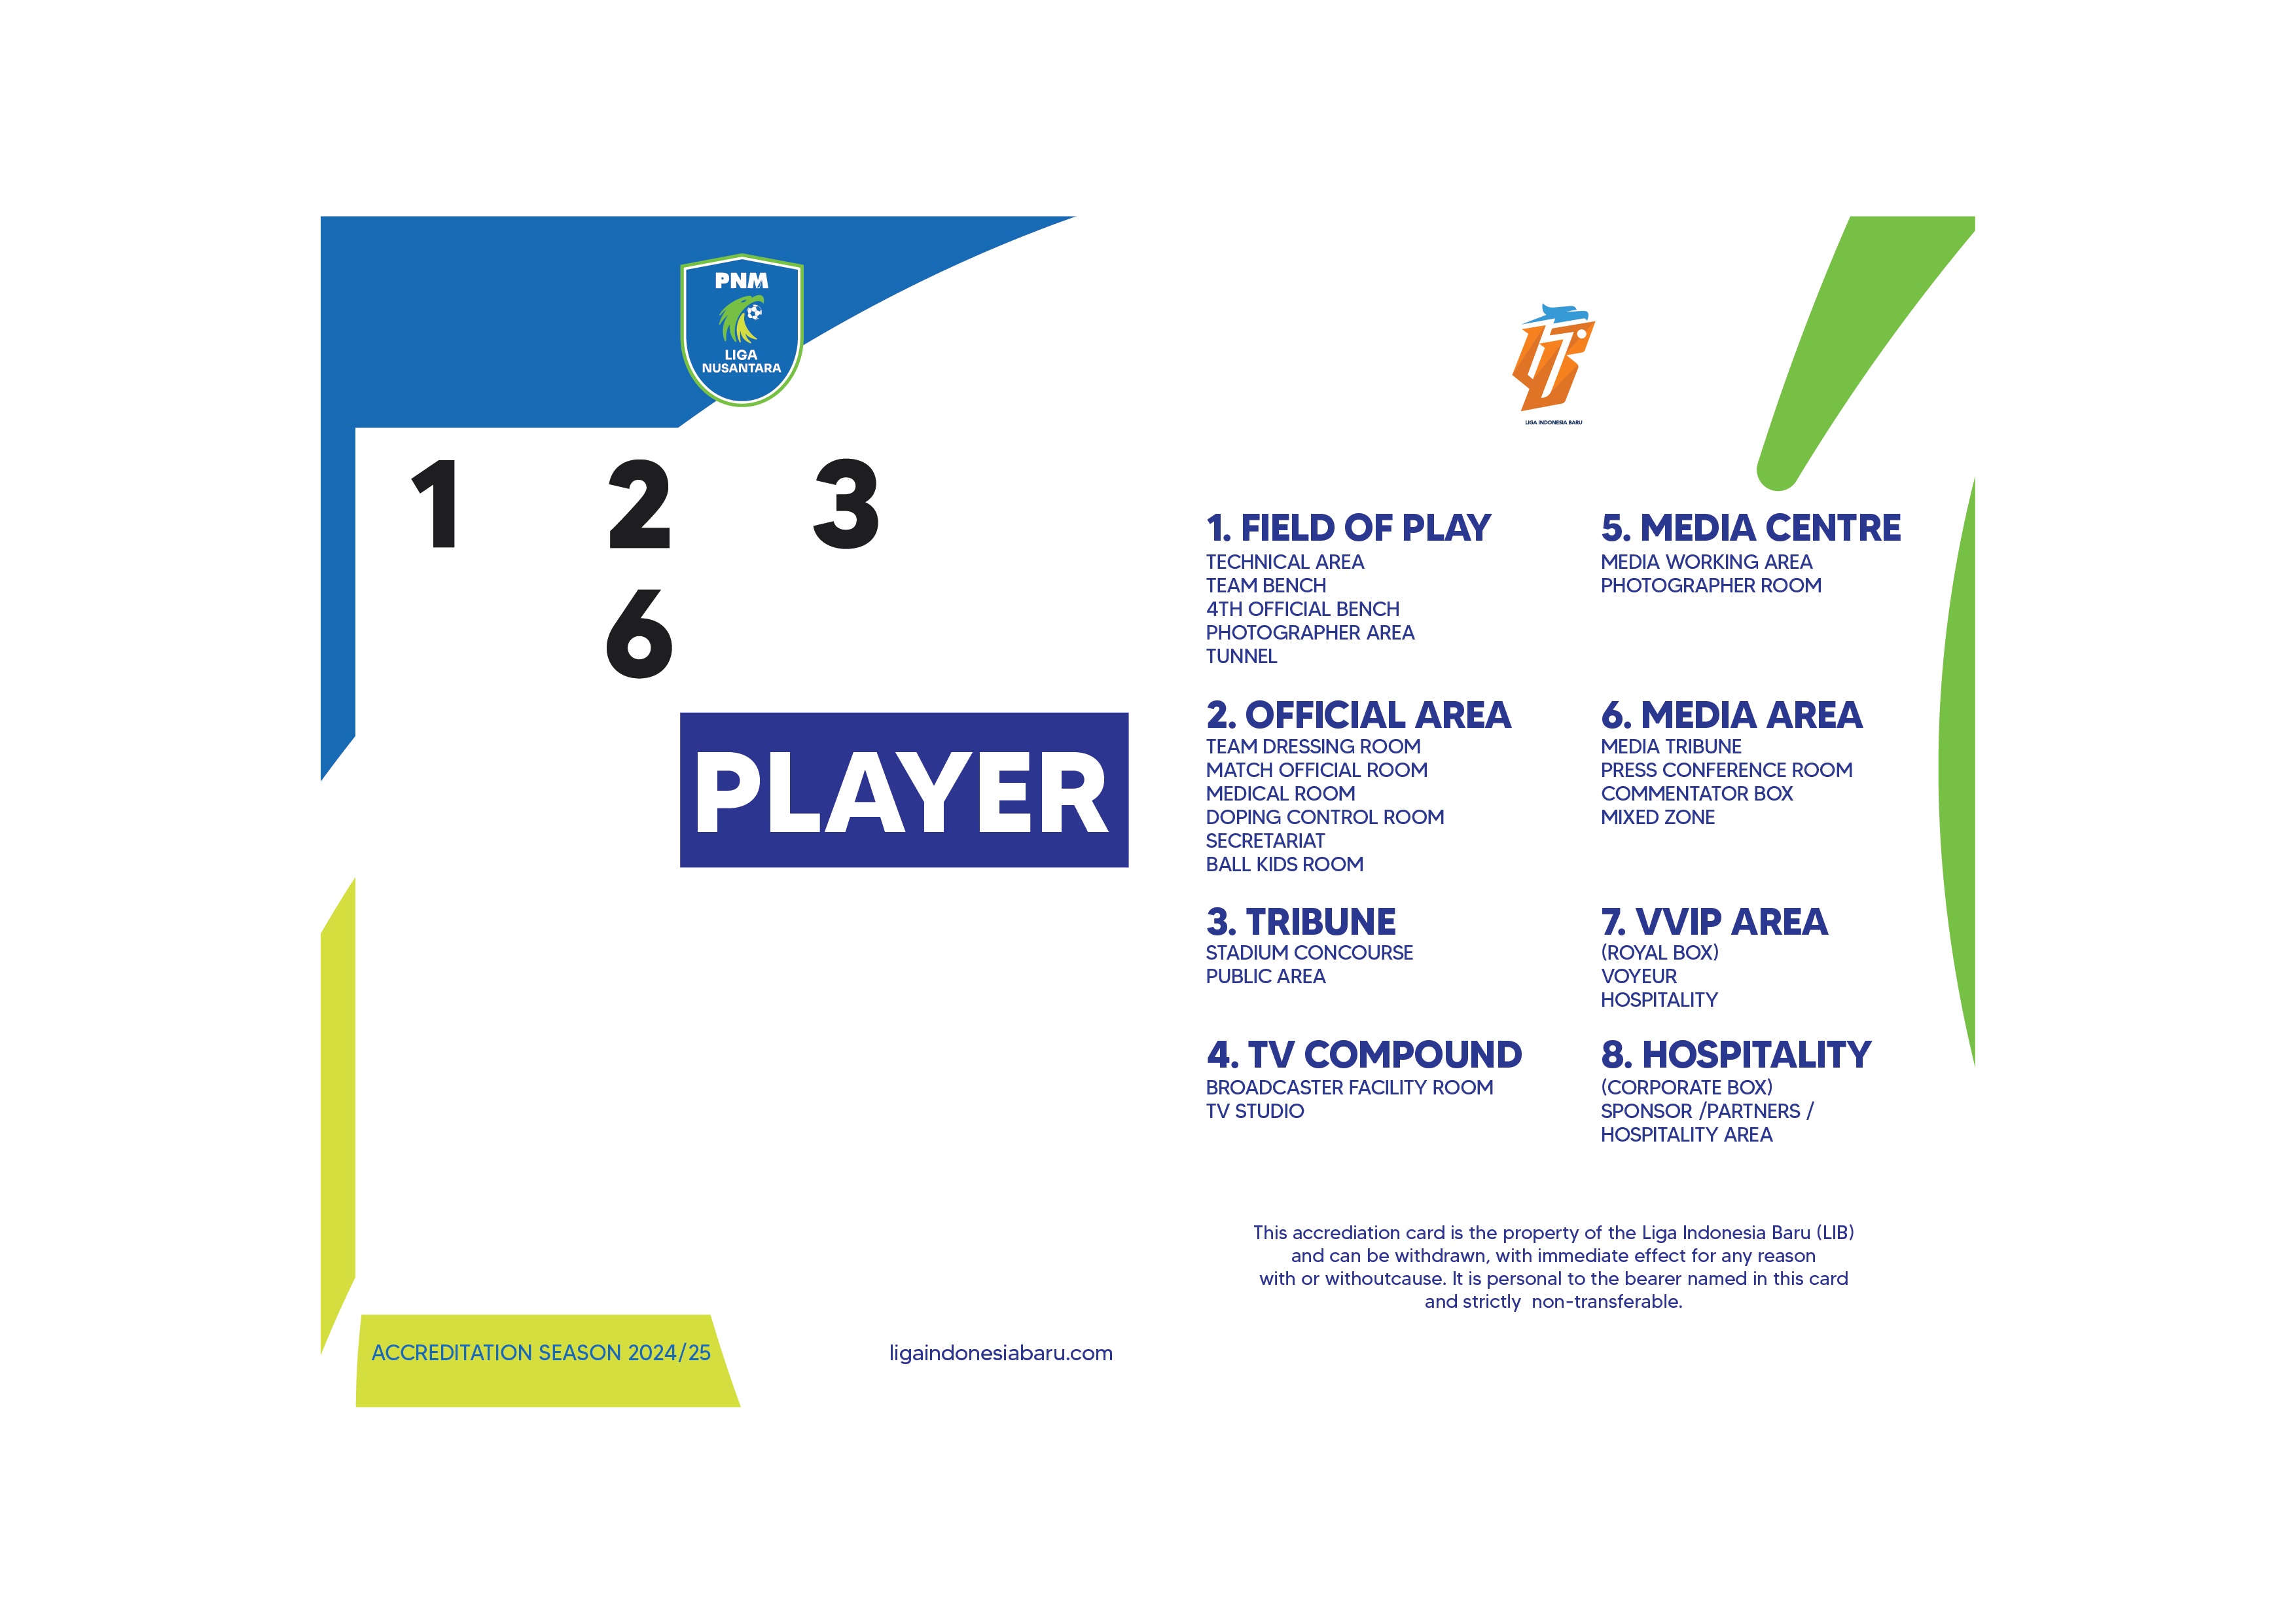 PNM
LIGA
NUSANTARA
1 2 3
6
PLAYER
ACCREDITATION SEASON 2024/25
ligaindonesiabaru.com
LIGA INDONESIA BARU
1. FIELD OF PLAY
TECHNICAL AREA
TEAM BENCH
4TH OFFICIAL BENCH
PHOTOGRAPHER AREA
TUNNEL
2. OFFICIAL AREA
TEAM DRESSING ROOM
MATCH OFFICIAL ROOM
MEDICAL ROOM
DOPING CONTROL ROOM
SECRETARIAT
BALL KIDS ROOM
3. TRIBUNE
STADIUM CONCOURSE
PUBLIC AREA
4. TV COMPOUND
BROADCASTER FACILITY ROOM
TV STUDIO
5. MEDIA CENTRE
MEDIA WORKING AREA
PHOTOGRAPHER ROOM
6. MEDIA AREA
MEDIA TRIBUNE
PRESS CONFERENCE ROOM
COMMENTATOR BOX
MIXED ZONE
7. VVIP AREA
(ROYAL BOX)
VOYEUR
HOSPITALITY
8. HOSPITALITY
(CORPORATE BOX)
SPONSOR /PARTNERS /
HOSPITALITY AREA
This accrediation card is the property of the Liga Indonesia Baru (LIB)
and can be withdrawn, with immediate effect for any reason
with or withoutcause. It is personal to the bearer named in this card
and strictly  non-transferable.